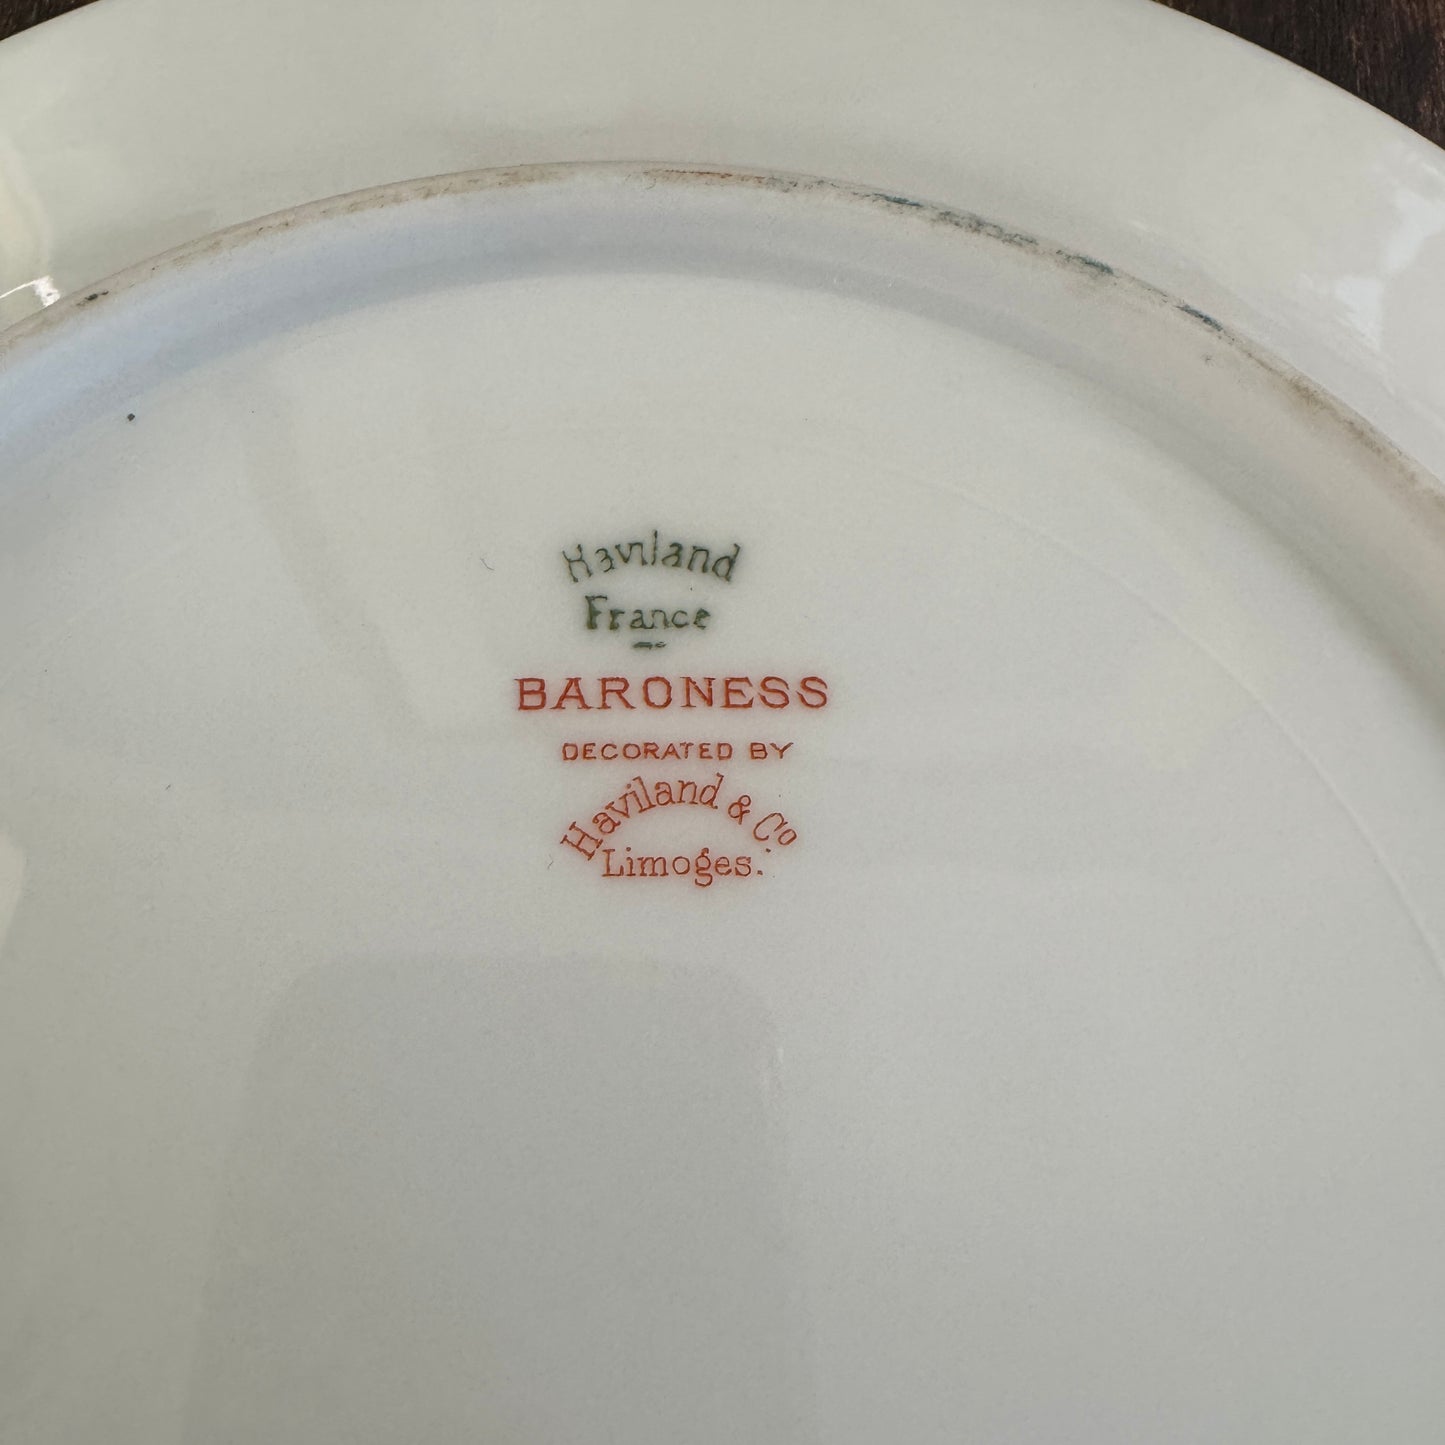 Haviland
France
BARONESS
DECORATED BY
Haviland & Co
Limoges.